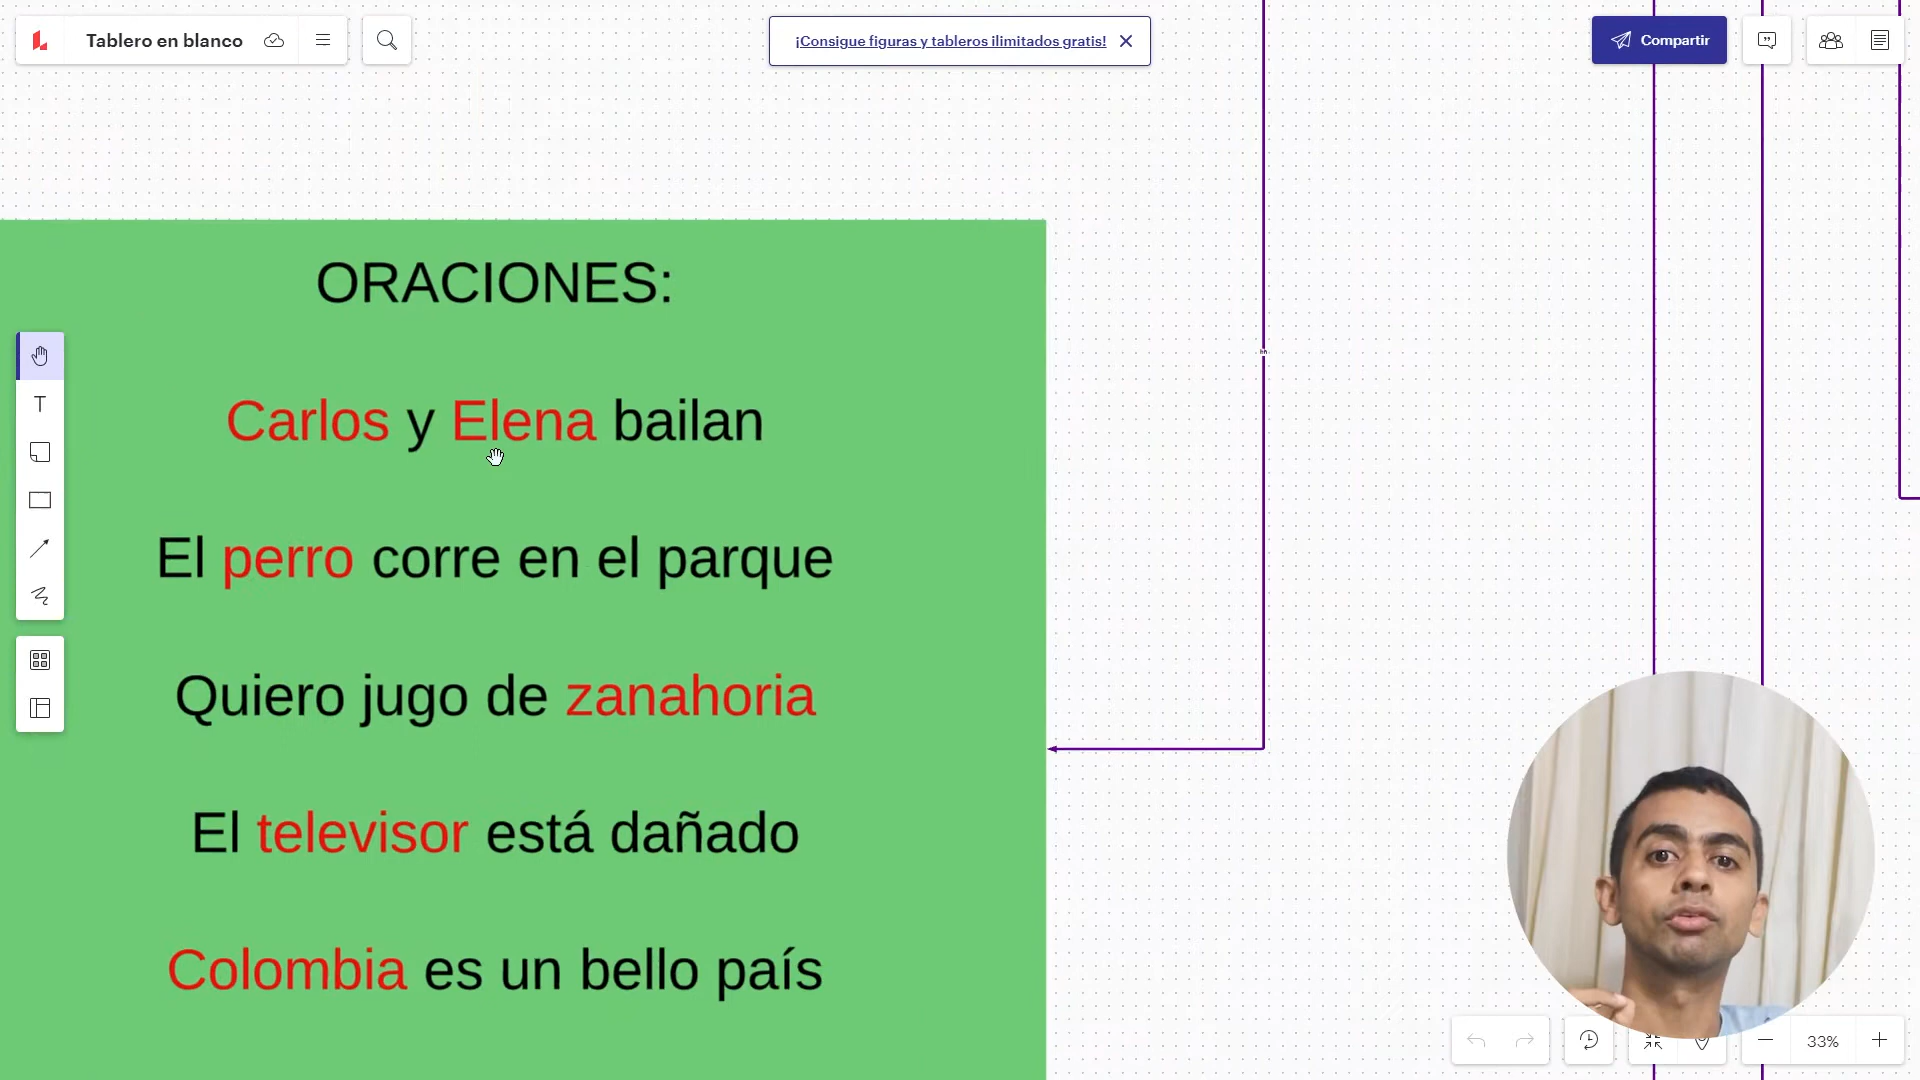 Tablero en blanco
¡Consigue figuras y tableros ilimitados gratis!
Compartir
ORACIONES:
Carlos y Elena bailan
El perro corre en el parque
Quiero jugo de zanahoria
El televisor está dañado
Colombia es un bello país
33%